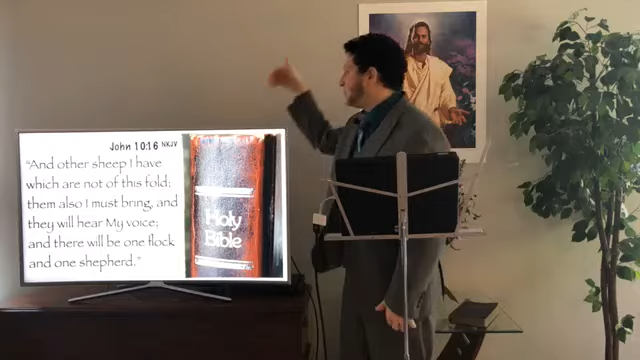 John 10:16 NKJV
"And other sheep I have
which are not of this fold;
them also I must bring, and
they will hear My voice;
and there will be one flock
and one shepherd."
Holy
Bible